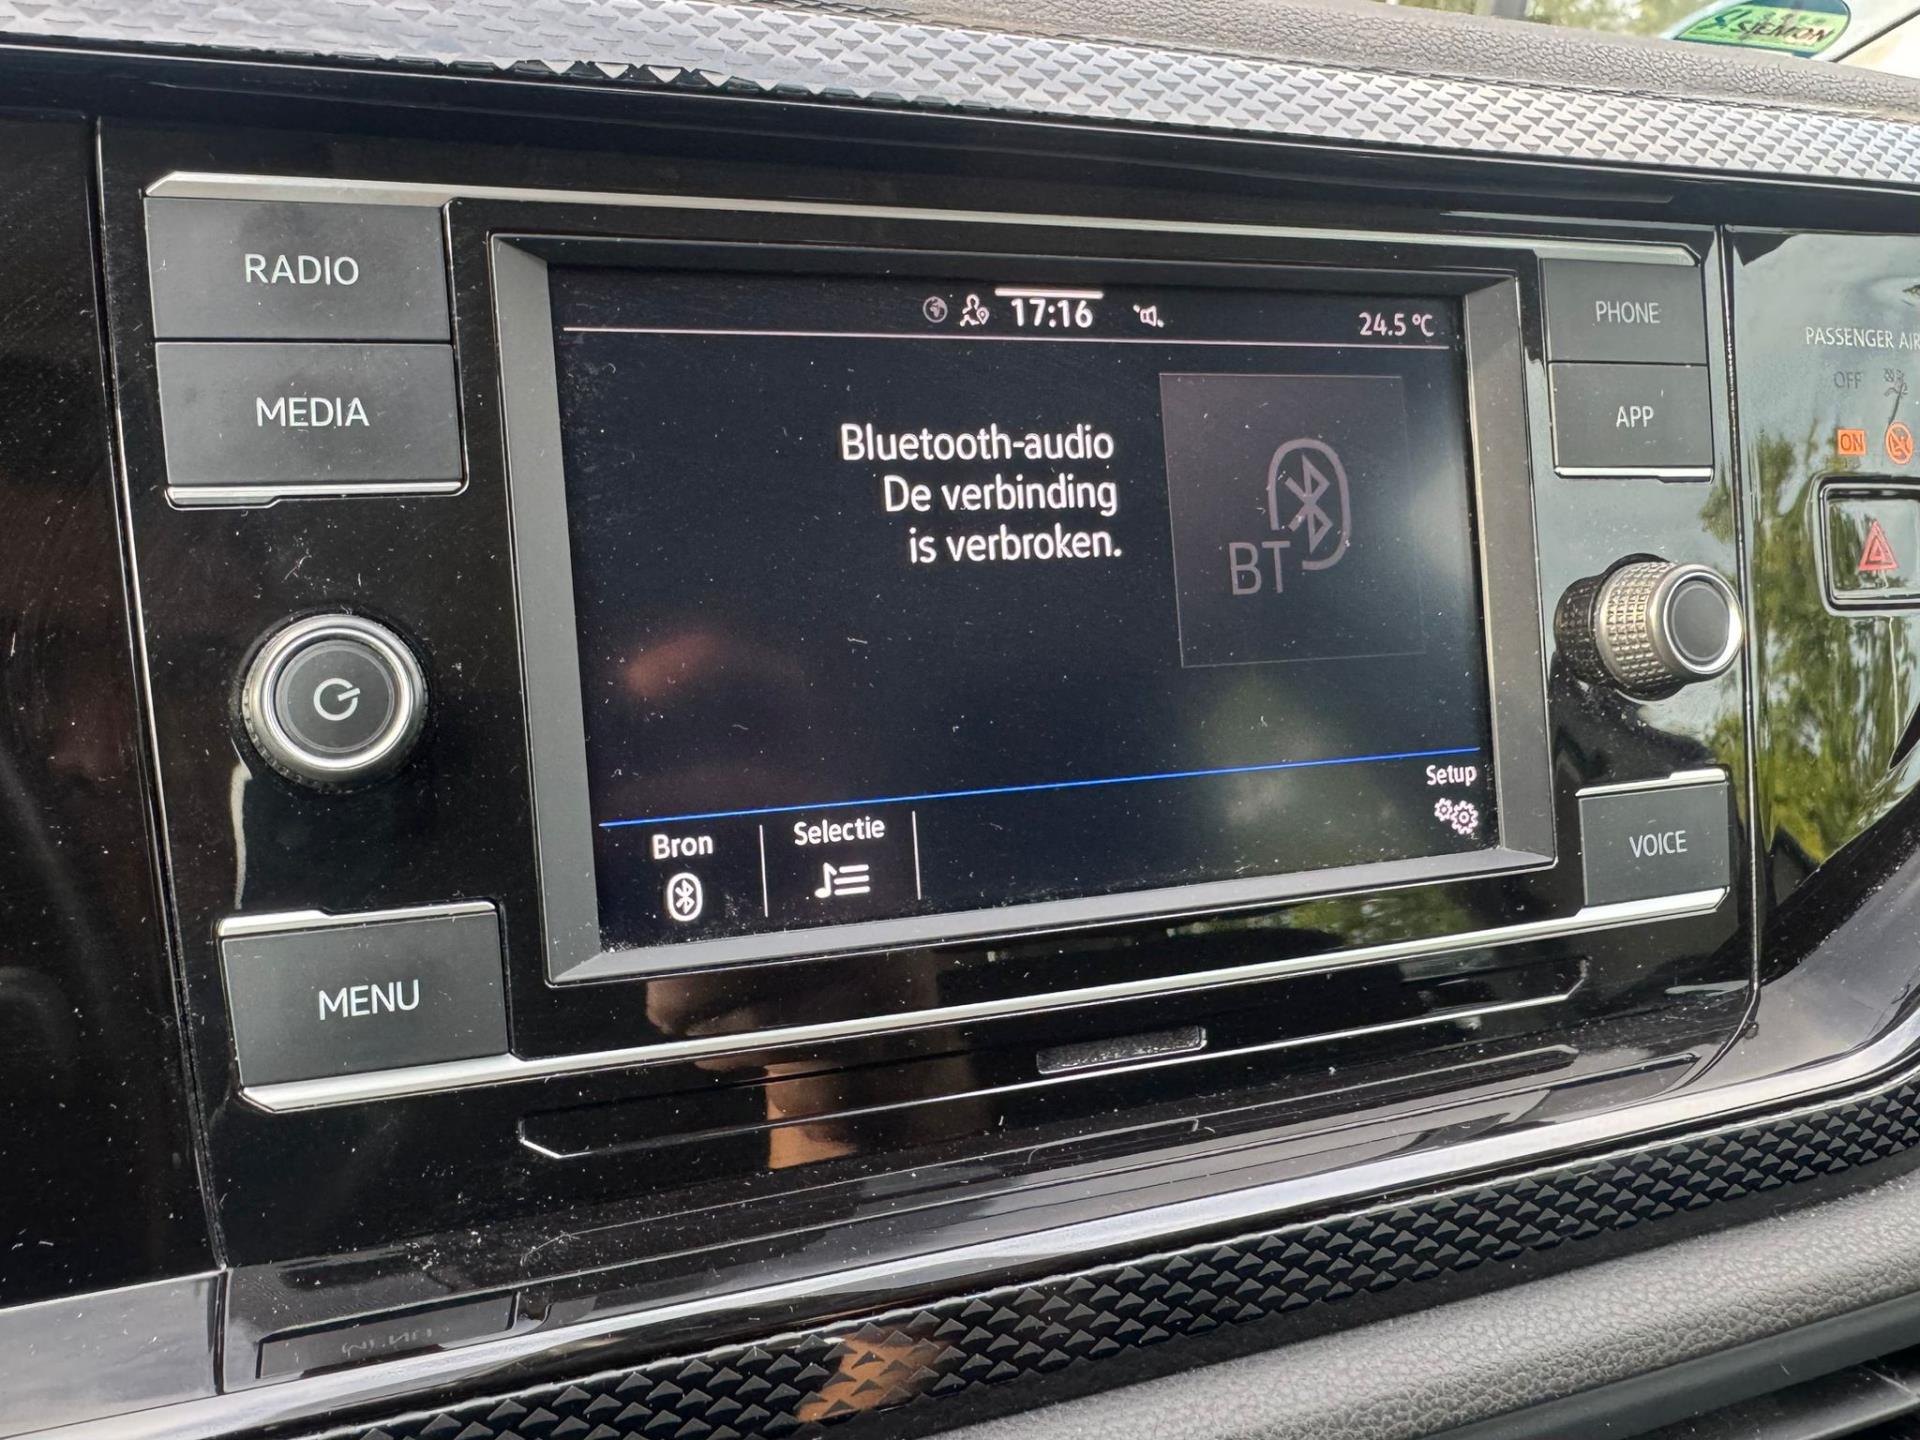 SIEMON
RADIO
MEDIA
MENU
17:16
24.5 °C
Bluetooth-audio
De verbinding
is verbroken.
BT
Bron
Selectie
Setup
PHONE
APP
VOICE
PASSENGER AIR
OFF
ON